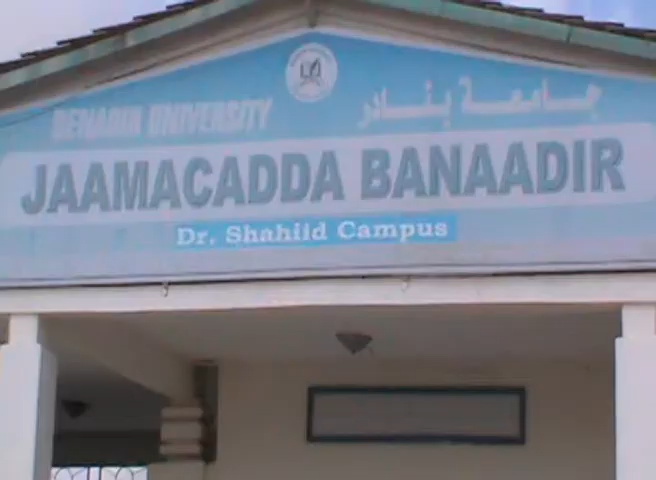 BENADIR UNIVERSITY جامعة بنادر
JAAMACADDA BANAADIR
Dr. Shahiid Campus